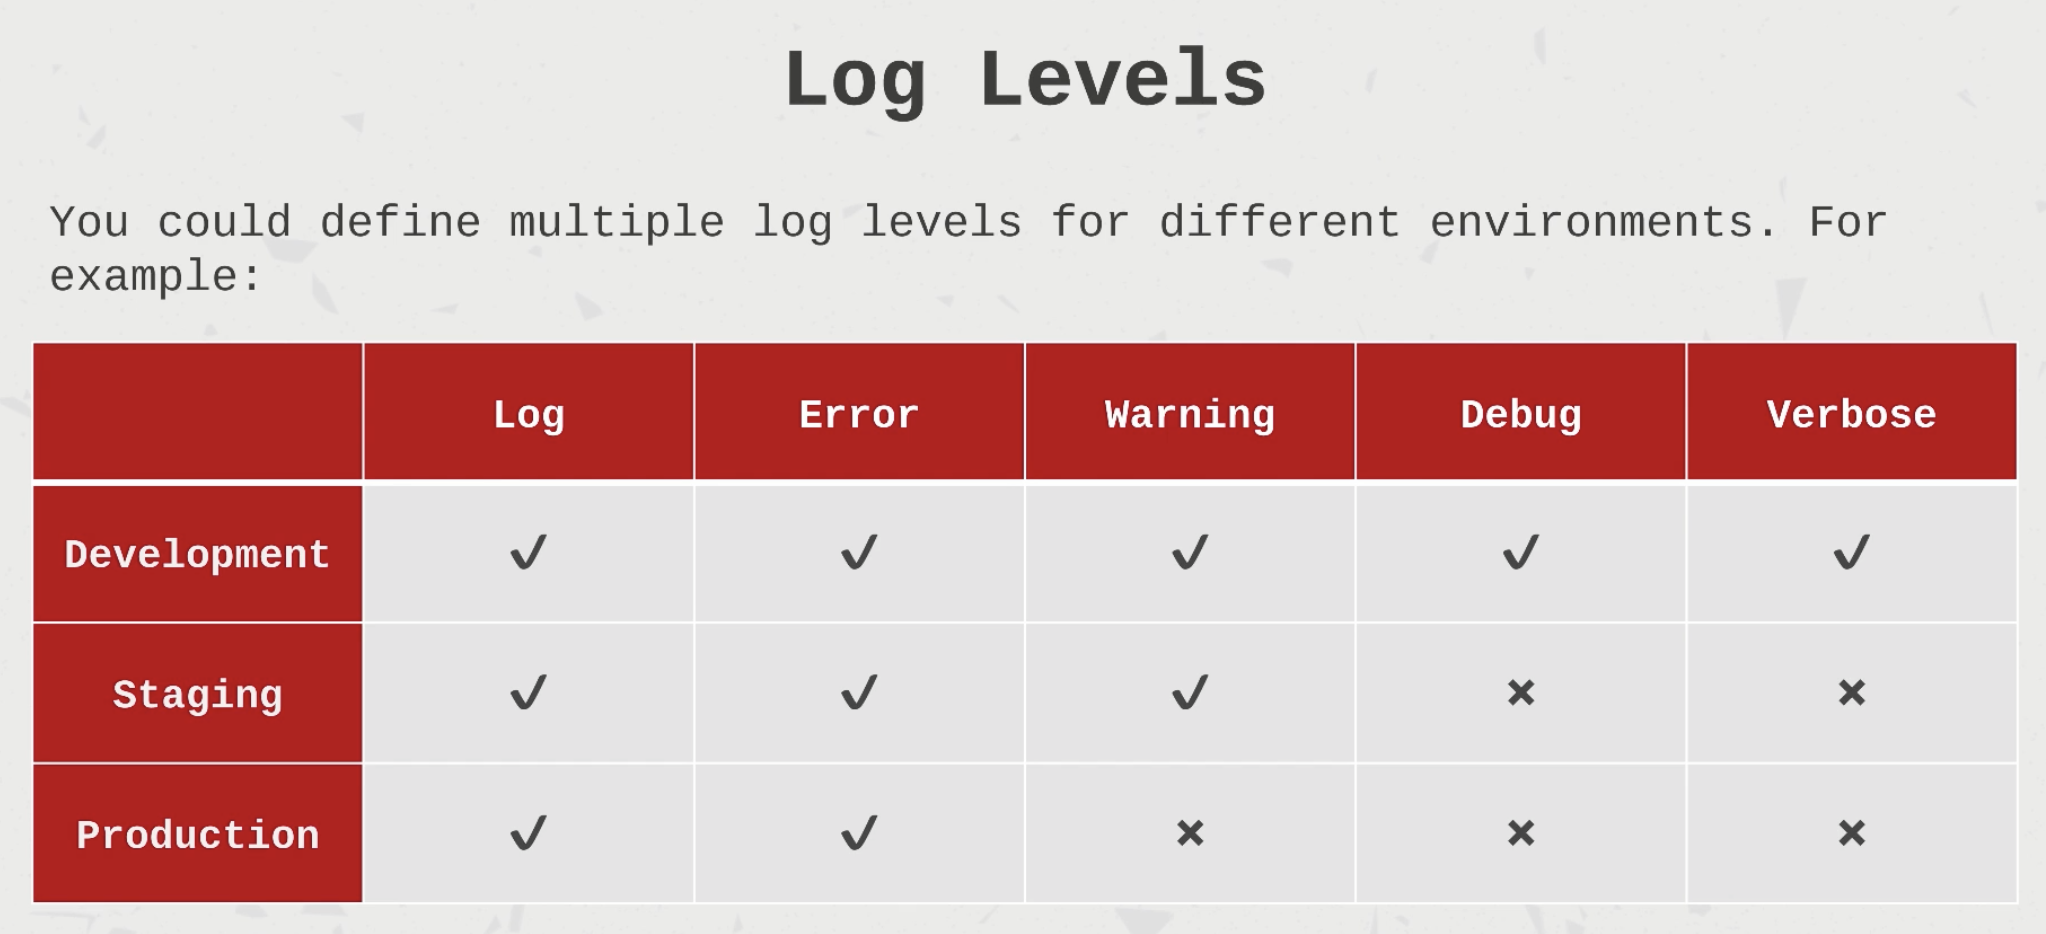 Log Levels
You could define multiple log levels for different environments. For
example:
Log Error Warning Debug Verbose
Development ✔ ✔ ✔ ✔ ✔
Staging ✔ ✔ ✔ ✖ ✖
Production ✔ ✔ ✖ ✖ ✖